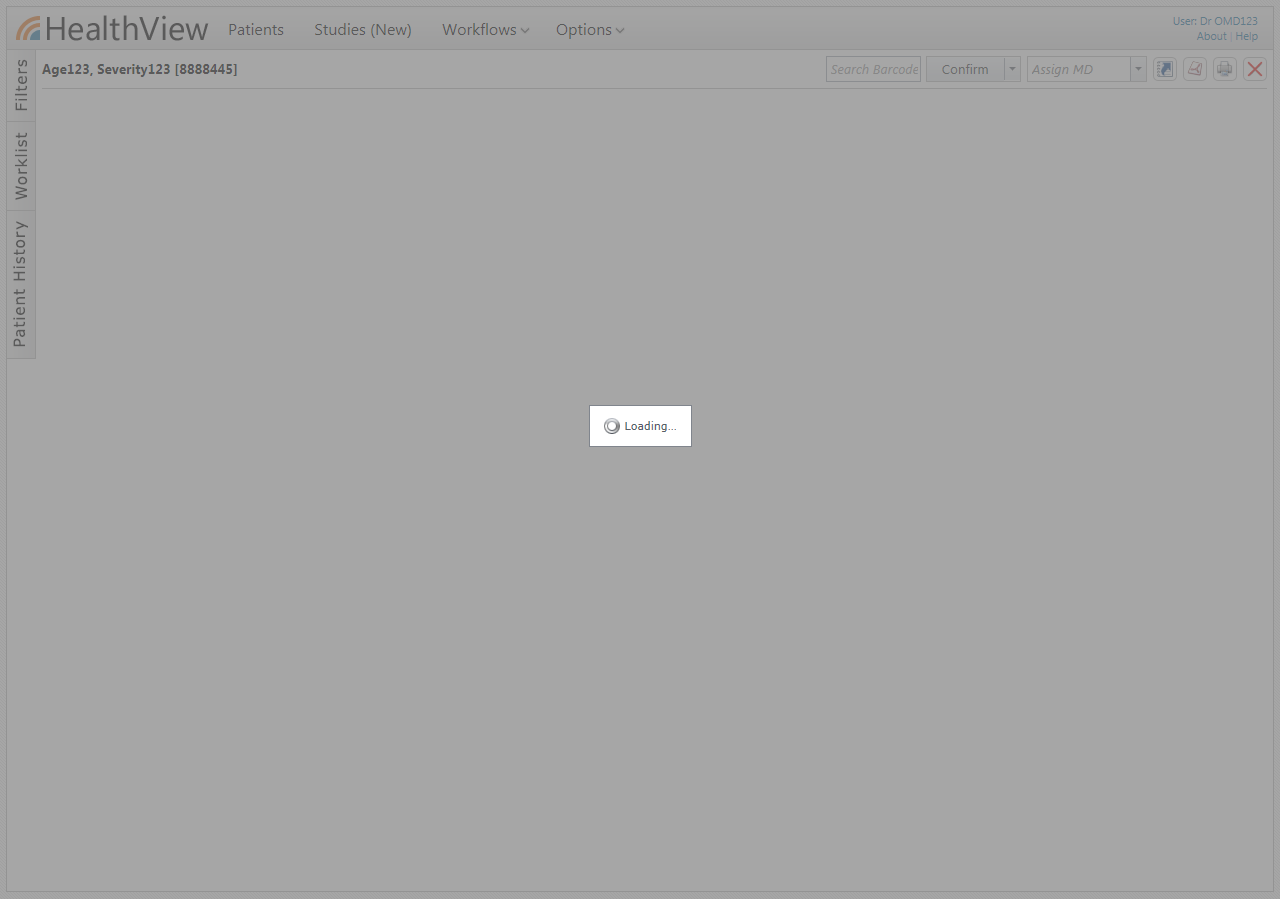 HealthView Patients Studies (New) Workflows Options
User: Dr OMD123
About | Help
Age123, Severity123 [8888445] Search Barcode Confirm Assign MD
Filters
Worklist
Patient History
Loading...